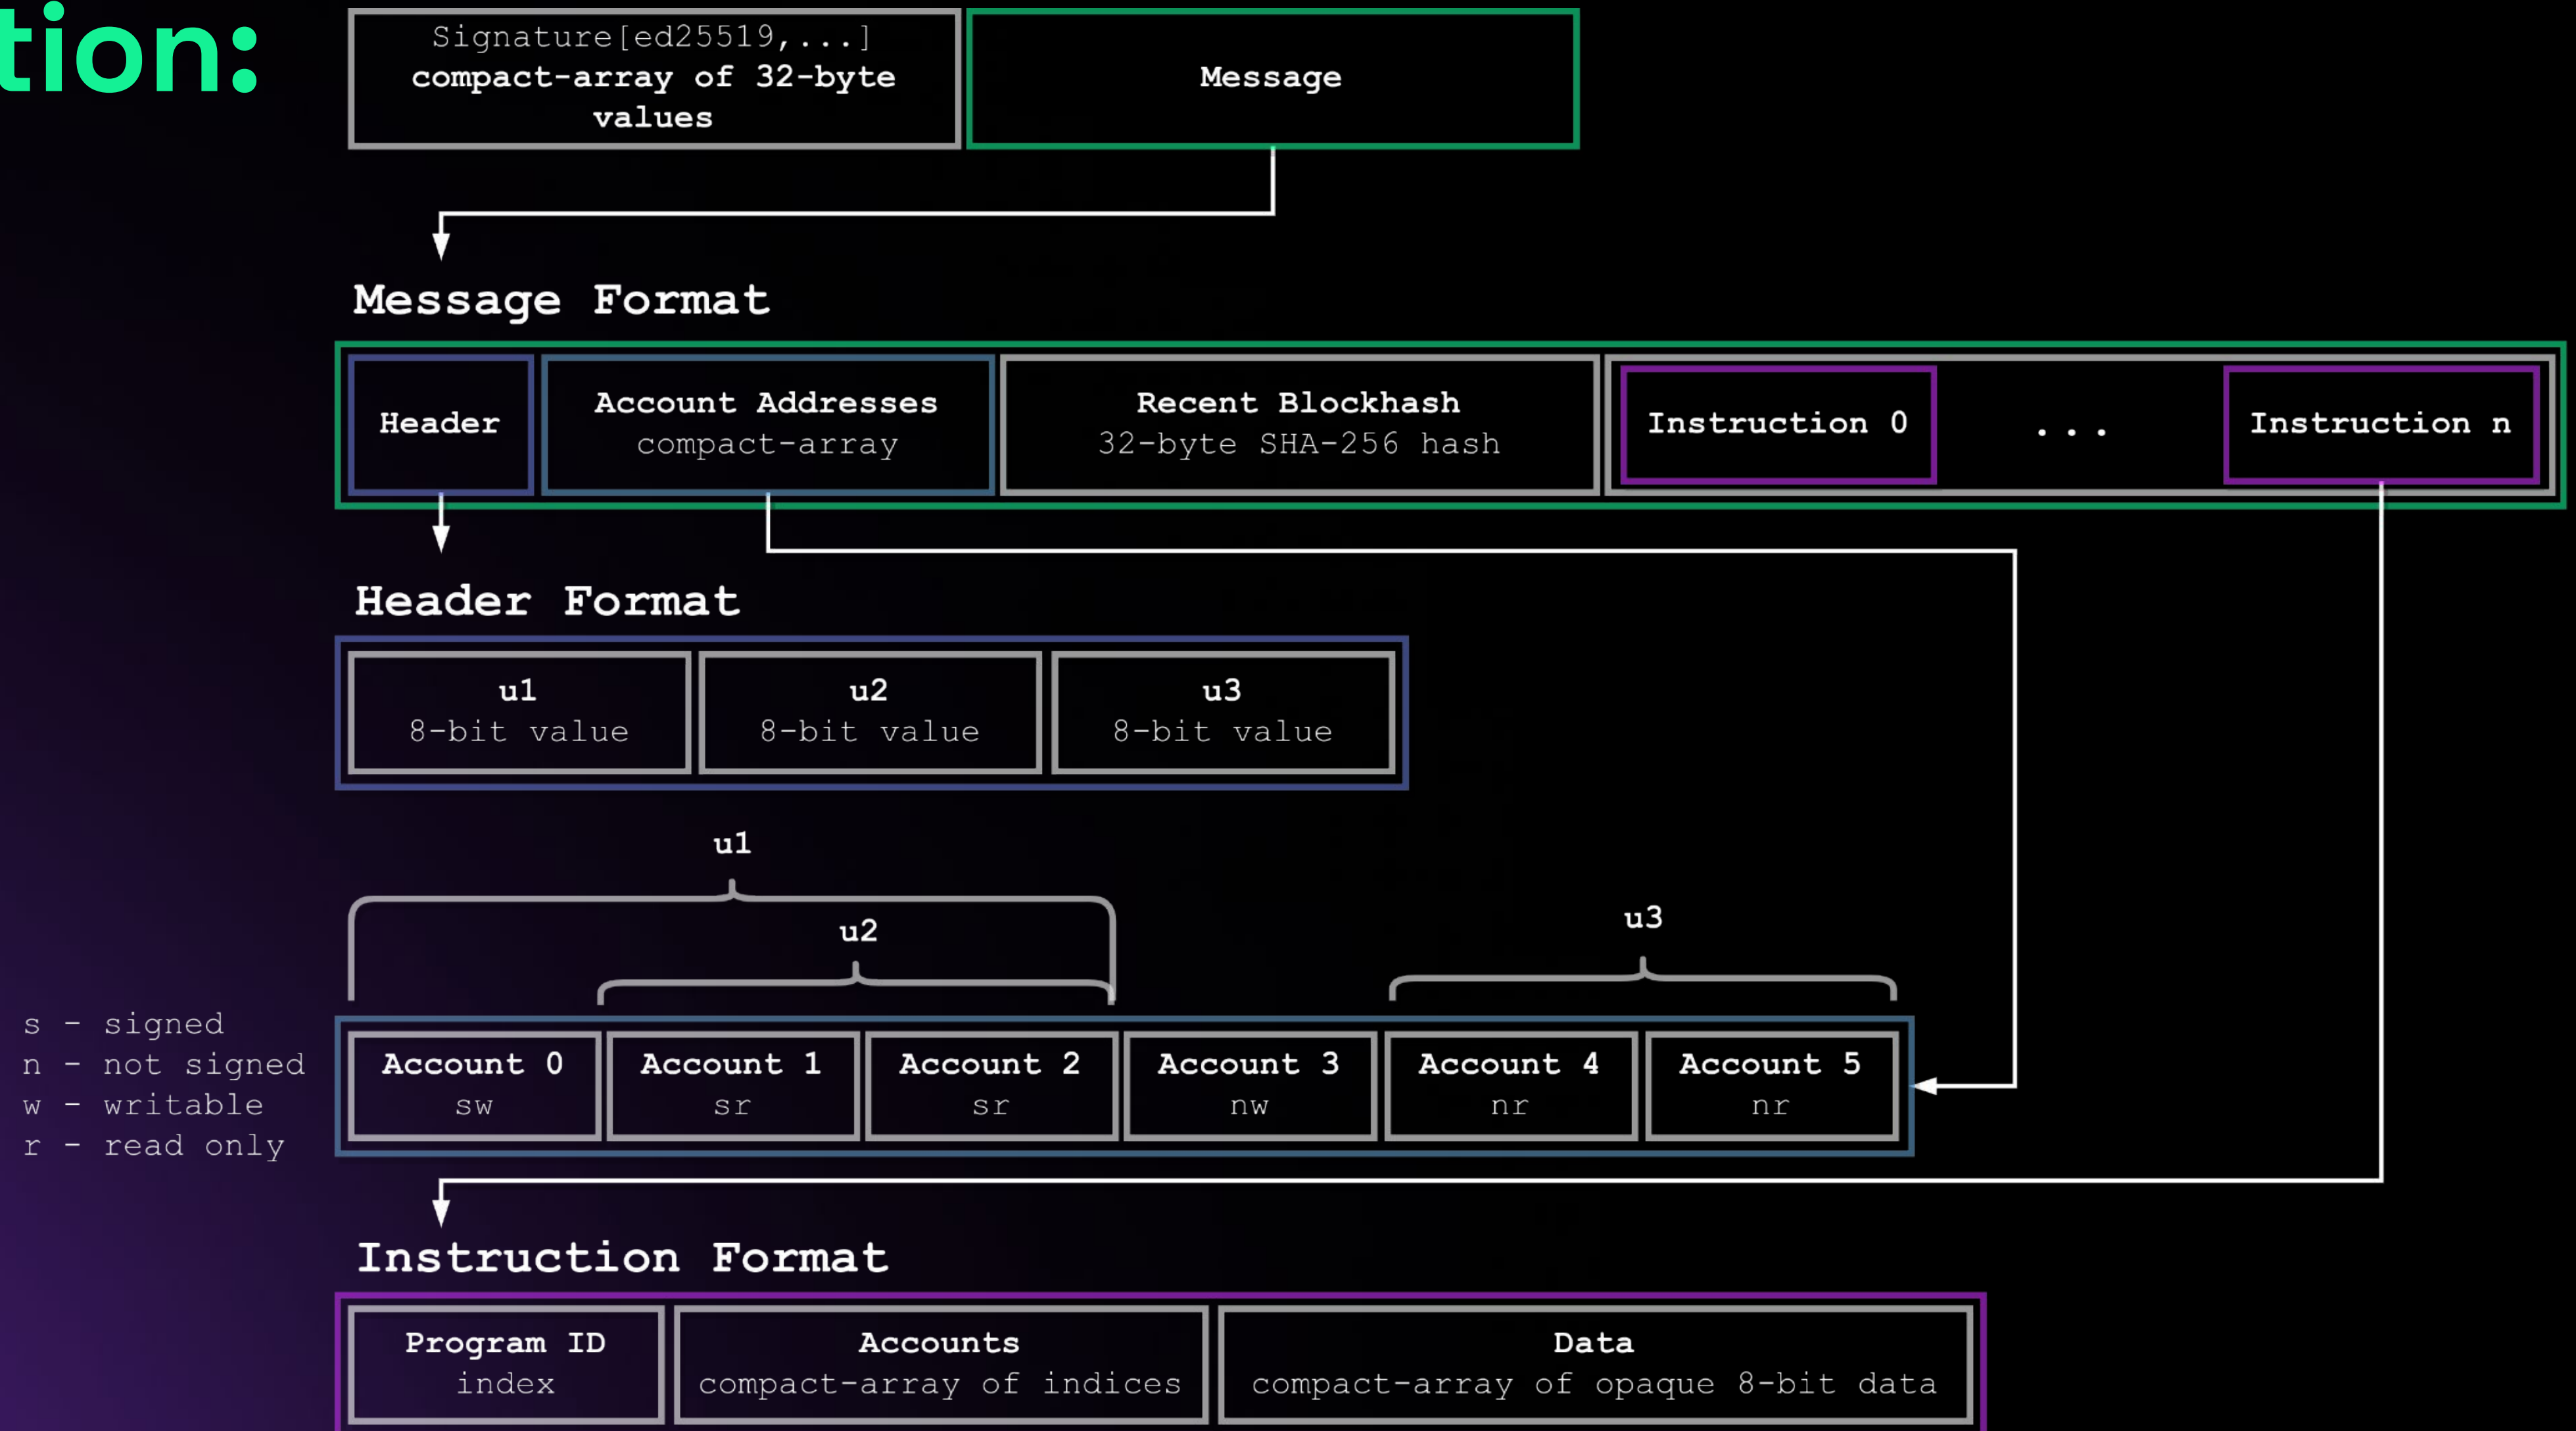 tion:
Signature[ed25519,...]
compact-array of 32-byte
values
Message
Message Format
Header
Account Addresses
compact-array
Recent Blockhash
32-byte SHA-256 hash
Instruction 0
...
Instruction n
Header Format
u1
8-bit value
u2
8-bit value
u3
8-bit value
u1
u2
u3
s - signed
n - not signed
w - writable
r - read only
Account 0
sw
Account 1
sr
Account 2
sr
Account 3
nw
Account 4
nr
Account 5
nr
Instruction Format
Program ID
index
Accounts
compact-array of indices
Data
compact-array of opaque 8-bit data